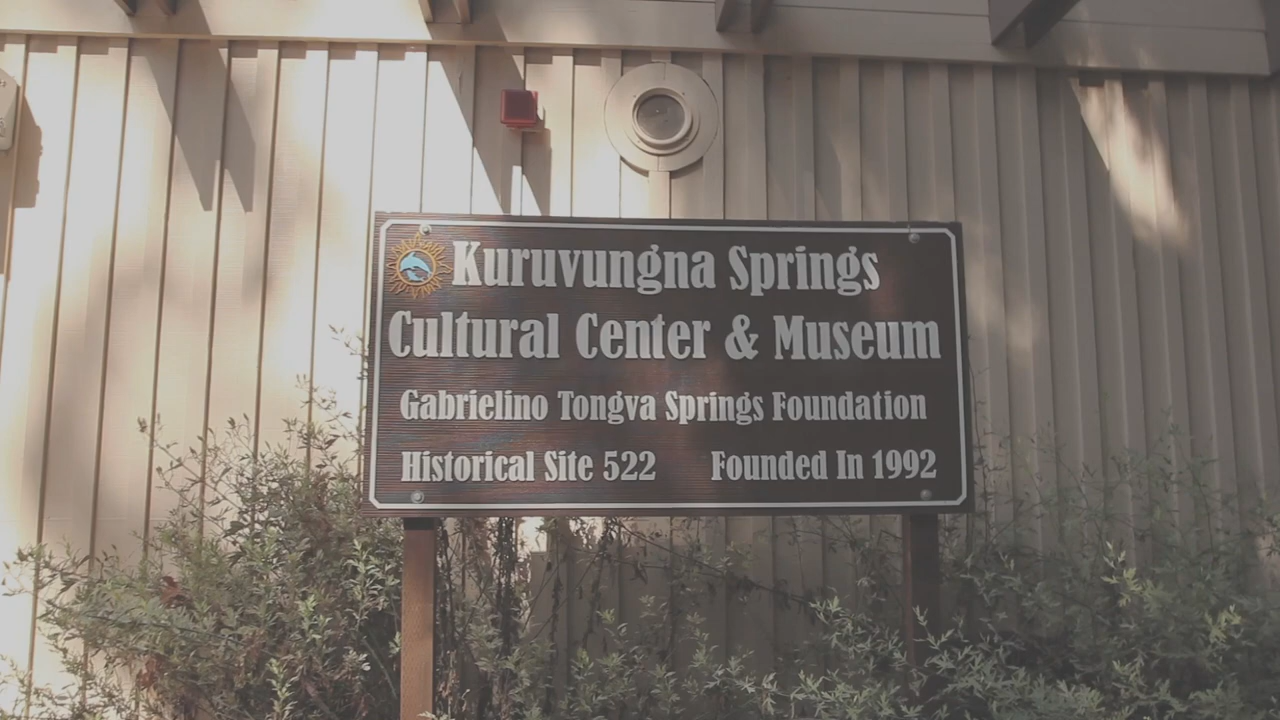 Kuruvungna Springs
Cultural Center & Museum
Gabrielino Tongva Springs Foundation
Historical Site 522 Founded In 1992